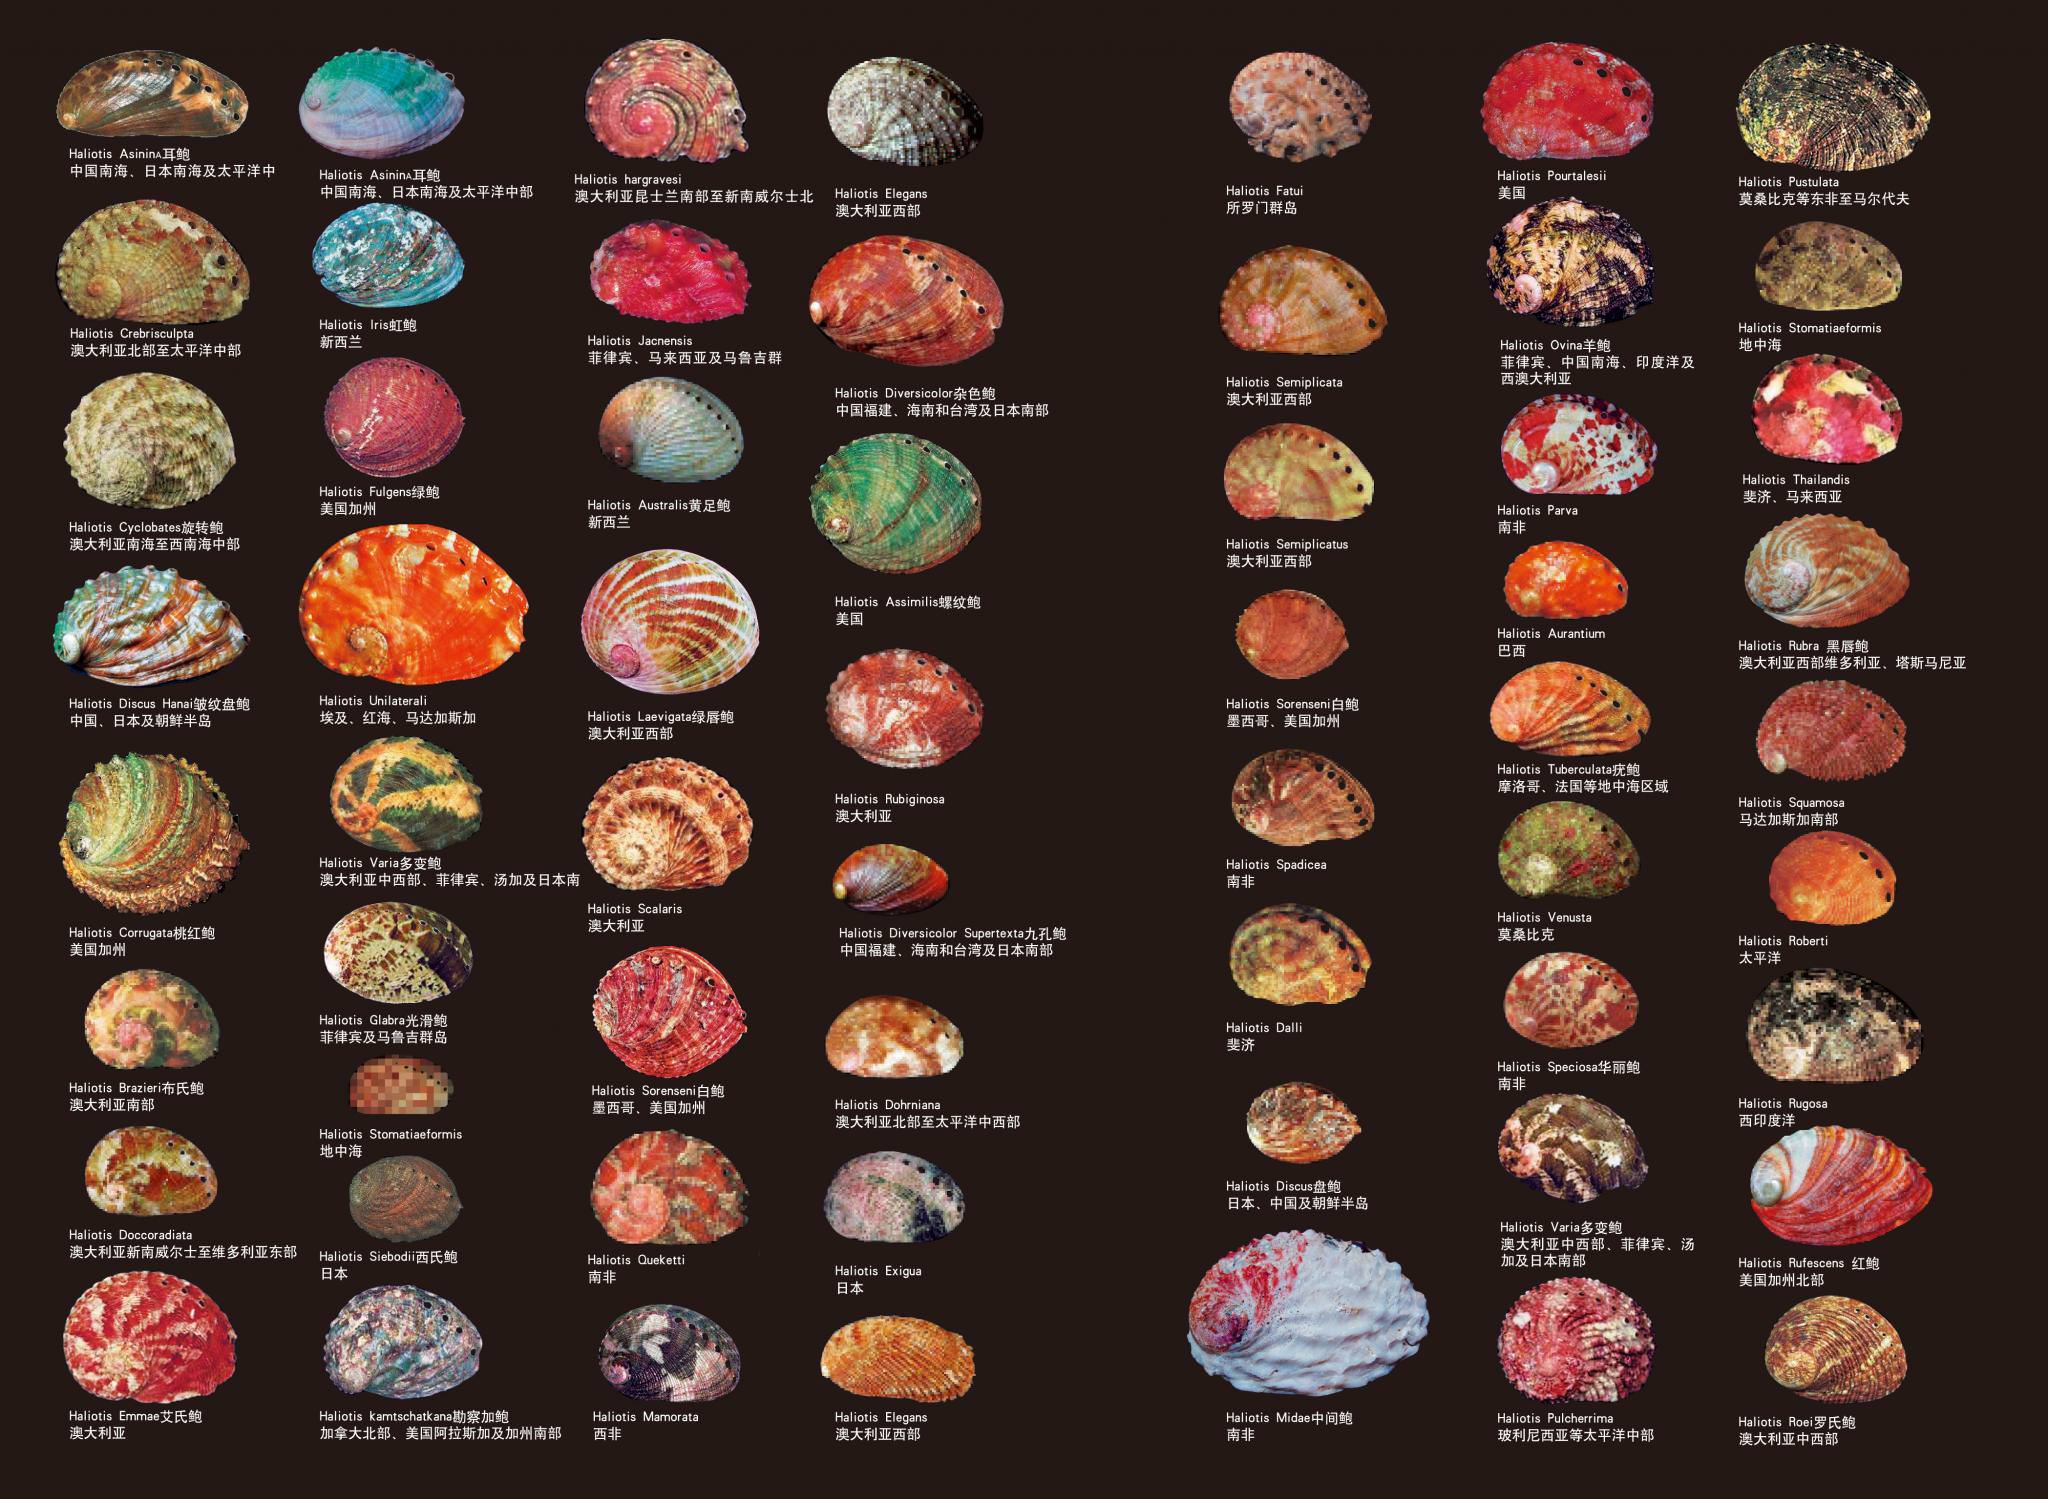 Haliotis AsininA耳鲍
中国南海、日本南海及太平洋中
Haliotis Crebrisculpta
澳大利亚北部至太平洋中部
Haliotis Cyclobates旋转鲍
澳大利亚南海至西南海中部
Haliotis Discus Hanai皱纹盘鲍
中国、日本及朝鲜半岛
Haliotis Corrugata桃红鲍
美国加州
Haliotis Brazieri布氏鲍
澳大利亚南部
Haliotis Doccoradiata
澳大利亚新南威尔士至维多利亚东部
Haliotis Emmae艾氏鲍
澳大利亚
Haliotis AsininA耳鲍
中国南海、日本南海及太平洋中部
Haliotis Iris虹鲍
新西兰
Haliotis Fulgens绿鲍
美国加州
Haliotis Unilaterali
埃及、红海、马达加斯加
Haliotis Varia多变鲍
澳大利亚中西部、菲律宾、汤加及日本南
Haliotis Glabra光滑鲍
菲律宾及马鲁吉群岛
Haliotis Stomatiaeformis
地中海
Haliotis Siebodii西氏鲍
日本
Haliotis kamtschatkana勘察加鲍
加拿大北部、美国阿拉斯加及加州南部
Haliotis hargravesi
澳大利亚昆士兰南部至新南威尔士北
Haliotis Jacnensis
菲律宾、马来西亚及马鲁吉群
Haliotis Australis黄足鲍
新西兰
Haliotis Laevigata绿唇鲍
澳大利亚西部
Haliotis Scalaris
澳大利亚
Haliotis Sorenseni白鲍
墨西哥、美国加州
Haliotis Queketti
南非
Haliotis Mamorata
西非
Haliotis Elegans
澳大利亚西部
Haliotis Diversicolor杂色鲍
中国福建、海南和台湾及日本南部
Haliotis Assimilis螺纹鲍
美国
Haliotis Rubiginosa
澳大利亚
Haliotis Diversicolor Supertexta九孔鲍
中国福建、海南和台湾及日本南部
Haliotis Dohrniana
澳大利亚北部至太平洋中西部
Haliotis Exigua
日本
Haliotis Elegans
澳大利亚西部
Haliotis Fatui
所罗门群岛
Haliotis Semiplicata
澳大利亚西部
Haliotis Semiplicatus
澳大利亚西部
Haliotis Sorenseni白鲍
墨西哥、美国加州
Haliotis Spadicea
南非
Haliotis Dalli
斐济
Haliotis Discus盘鲍
日本、中国及朝鲜半岛
Haliotis Midae中间鲍
南非
Haliotis Pourtalesii
美国
Haliotis Ovina羊鲍
菲律宾、中国南海、印度洋及
西澳大利亚
Haliotis Parva
南非
Haliotis Aurantium
巴西
Haliotis Tuberculata疣鲍
摩洛哥、法国等地中海区域
Haliotis Venusta
莫桑比克
Haliotis Speciosa华丽鲍
南非
Haliotis Varia多变鲍
澳大利亚中西部、菲律宾、汤
加及日本南部
Haliotis Pulcherrima
玻利尼西亚等太平洋中部
Haliotis Pustulata
莫桑比克等东非至马尔代夫
Haliotis Stomatiaeformis
地中海
Haliotis Thailandis
斐济、马来西亚
Haliotis Rubra 黑唇鲍
澳大利亚西部维多利亚、塔斯马尼亚
Haliotis Squamosa
马达加斯加南部
Haliotis Roberti
太平洋
Haliotis Rugosa
西印度洋
Haliotis Rufescens 红鲍
美国加州北部
Haliotis Roei罗氏鲍
澳大利亚中西部